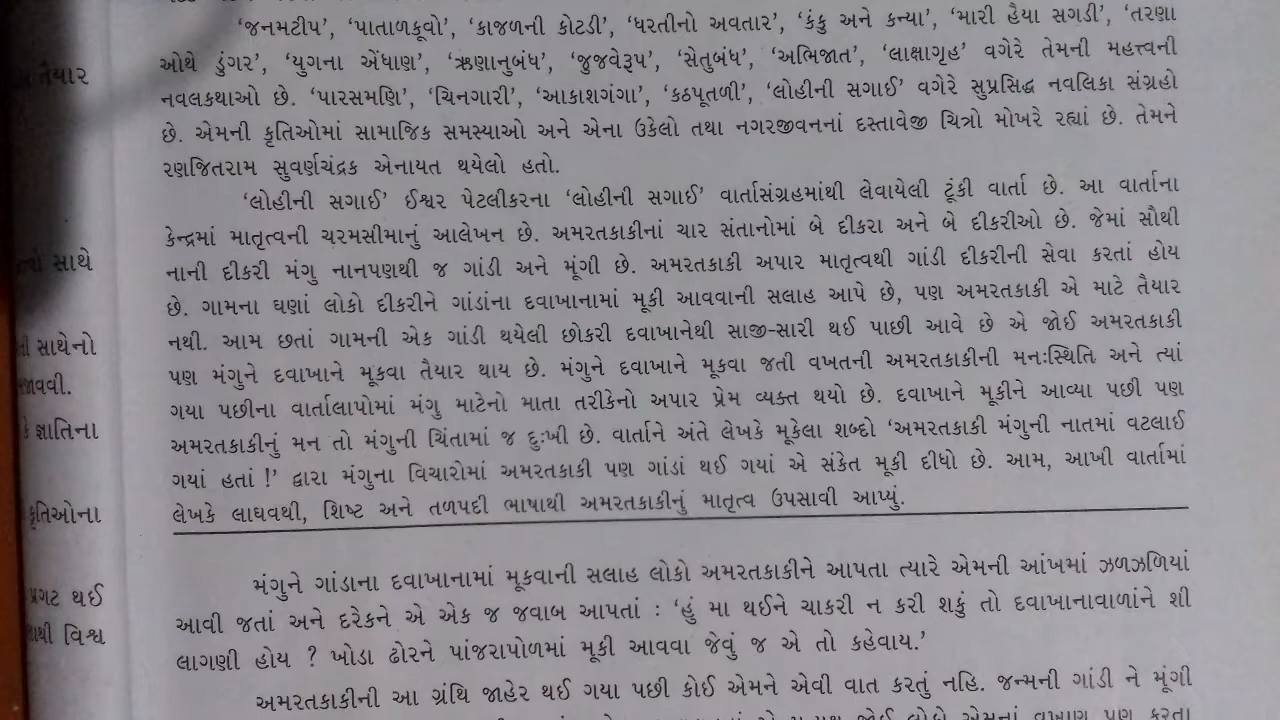 તૈયાર
સાથે
સાથેનો
જ્ઞાતિના
કૃતિઓના
પ્રગટ થઈ
વિશ્વ
‘જનમટીપ’, ‘પાતાળકૂવો’, ‘કાજળની કોટડી’, ‘ધરતીનો અવતાર’, ‘કંકુ અને કન્યા’, ‘મારી હૈયા સગડી’, ‘તરણા
ઓથે ડુંગર’, ‘યુગના એંધાણ’, ‘ઋણાનુબંધ’, ‘જુજવેરૂપ’, ‘સેતુબંધ’, ‘અભિજાત’, ‘લાક્ષાગૃહ’ વગેરે તેમની મહત્ત્વની
નવલકથાઓ છે. ‘પારસમણિ’, ‘ચિનગારી’, ‘આકાશગંગા’, ‘કઠપૂતળી’, ‘લોહીની સગાઈ’ વગેરે સુપ્રસિદ્ધ નવલિકા સંગ્રહો
છે. એમની કૃતિઓમાં સામાજિક સમસ્યાઓ અને એના ઉકેલો તથા નગરજીવનનાં દસ્તાવેજી ચિત્રો મોખરે રહ્યાં છે. તેમને
રણજિતરામ સુવર્ણચંદ્રક એનાયત થયેલો હતો.
‘લોહીની સગાઈ’ ઈશ્વર પેટલીકરના ‘લોહીની સગાઈ’ વાર્તાસંગ્રહમાંથી લેવાયેલી ટૂંકી વાર્તા છે. આ વાર્તાના
કેન્દ્રમાં માતૃત્વની ચરમસીમાનું આલેખન છે. અમરતકાકીનાં ચાર સંતાનોમાં બે દીકરા અને બે દીકરીઓ છે. જેમાં સૌથી
નાની દીકરી મંગુ નાનપણથી જ ગાંડી અને મૂંગી છે. અમરતકાકી અપાર માતૃત્વથી ગાંડી દીકરીની સેવા કરતાં હોય
છે. ગામના ઘણાં લોકો દીકરીને ગાંડાંના દવાખાનામાં મૂકી આવવાની સલાહ આપે છે, પણ અમરતકાકી એ માટે તૈયાર
નથી. આમ છતાં ગામની એક ગાંડી થયેલી છોકરી દવાખાનેથી સાજી-સારી થઈ પાછી આવે છે એ જોઈ અમરતકાકી
પણ મંગુને દવાખાને મૂકવા તૈયાર થાય છે. મંગુને દવાખાને મૂકવા જતી વખતની અમરતકાકીની મનઃસ્થિતિ અને ત્યાં
ગયા પછીના વાર્તાલાપોમાં મંગુ માટેનો માતા તરીકેનો અપાર પ્રેમ વ્યક્ત થયો છે. દવાખાને મૂકીને આવ્યા પછી પણ
અમરતકાકીનું મન તો મંગુની ચિંતામાં જ દુઃખી છે. વાર્તાને અંતે લેખકે મૂકેલા શબ્દો ‘અમરતકાકી મંગુની નાતમાં વટલાઈ
ગયાં હતાં !’ દ્વારા મંગુના વિચારોમાં અમરતકાકી પણ ગાંડાં થઈ ગયાં એ સંકેત મૂકી દીધો છે. આમ, આખી વાર્તામાં
લેખકે લાઘવથી, શિષ્ટ અને તળપદી ભાષાથી અમરતકાકીનું માતૃત્વ ઉપસાવી આપ્યું.
મંગુને ગાંડાના દવાખાનામાં મૂકવાની સલાહ લોકો અમરતકાકીને આપતા ત્યારે એમની આંખમાં ઝળઝળિયાં
આવી જતાં અને દરેકને એ એક જ જવાબ આપતાં : ‘હું મા થઈને ચાકરી ન કરી શકું તો દવાખાનાવાળાંને શી
લાગણી હોય ? ખોડા ઢોરને પાંજરાપોળમાં મૂકી આવવા જેવું જ એ તો કહેવાય.’
અમરતકાકીની આ ગ્રંથિ જાહેર થઈ ગયા પછી કોઈ એમને એવી વાત કરતું નહિ. જન્મની ગાંડી ને મૂંગી